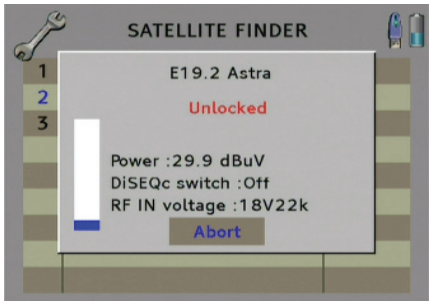 SATELLITE FINDER
1
2
3
E19.2 Astra
Unlocked
Power :29.9 dBuV
DiSEQc switch :Off
RF IN voltage :18V22k
Abort